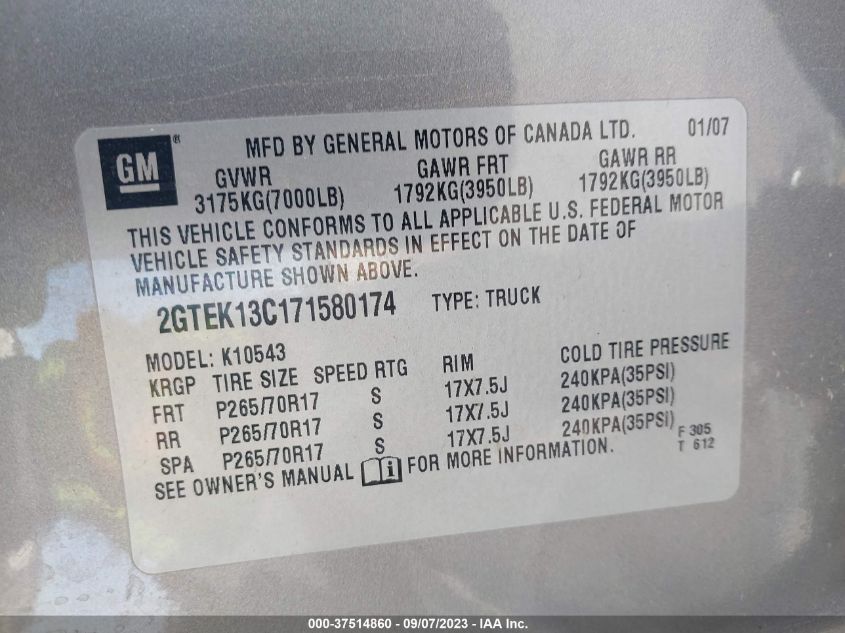 GM ® MFD BY GENERAL MOTORS OF CANADA LTD. 01/07
GVWR GAWR FRT GAWR RR
3175KG(7000LB) 1792KG(3950LB) 1792KG(3950LB)
THIS VEHICLE CONFORMS TO ALL APPLICABLE U.S. FEDERAL MOTOR
VEHICLE SAFETY STANDARDS IN EFFECT ON THE DATE OF
MANUFACTURE SHOWN ABOVE.
2GTEK13C171580174 TYPE: TRUCK
MODEL: K10543
KRGP TIRE SIZE SPEED RTG RIM COLD TIRE PRESSURE
FRT P265/70R17 S 17X7.5J 240KPA(35PSI)
RR P265/70R17 S 17X7.5J 240KPA(35PSI)
SPA P265/70R17 S 17X7.5J 240KPA(35PSI)
SEE OWNER'S MANUAL i FOR MORE INFORMATION.
F 305
T 612
000-37514860 - 09/07/2023 - IAA Inc.